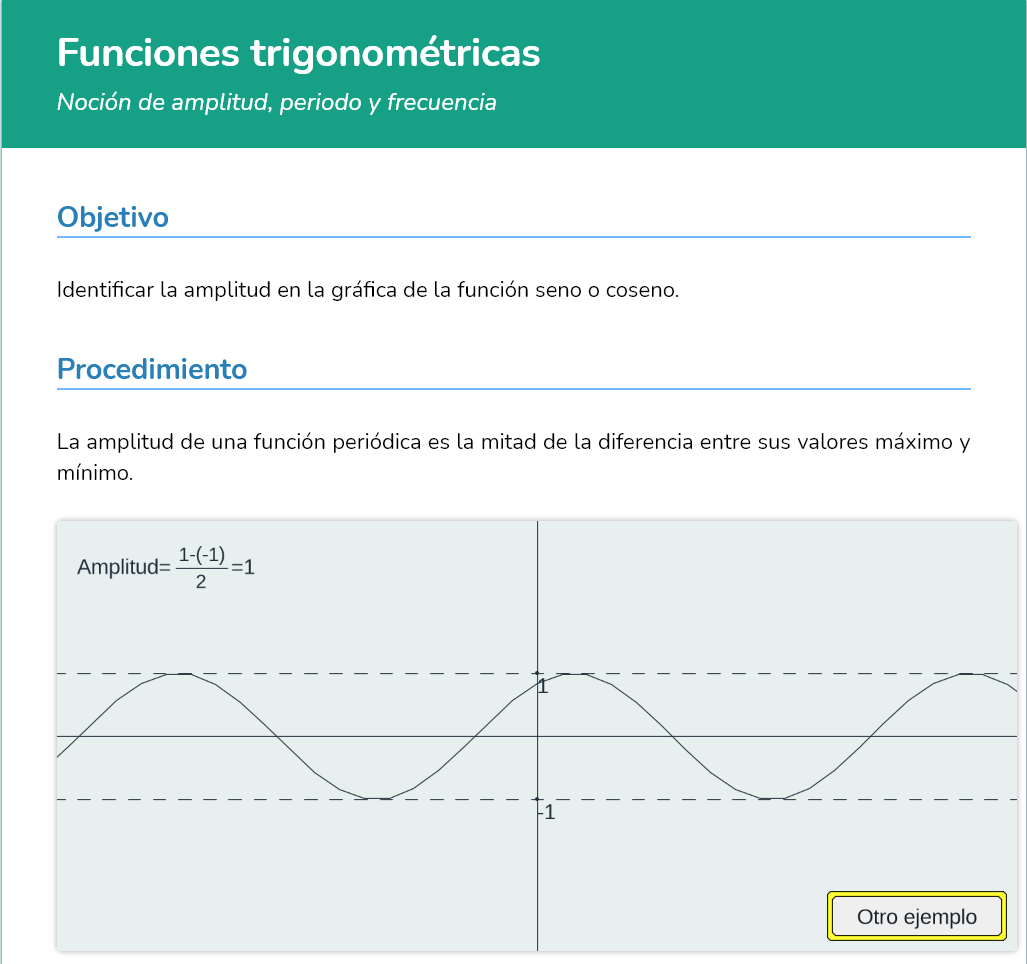 Funciones trigonométricas
Noción de amplitud, periodo y frecuencia
Objetivo
Identificar la amplitud en la gráfica de la función seno o coseno.
Procedimiento
La amplitud de una función periódica es la mitad de la diferencia entre sus valores máximo y
mínimo.
Amplitud= 1-(-1)/2 =1
1
-1
Otro ejemplo